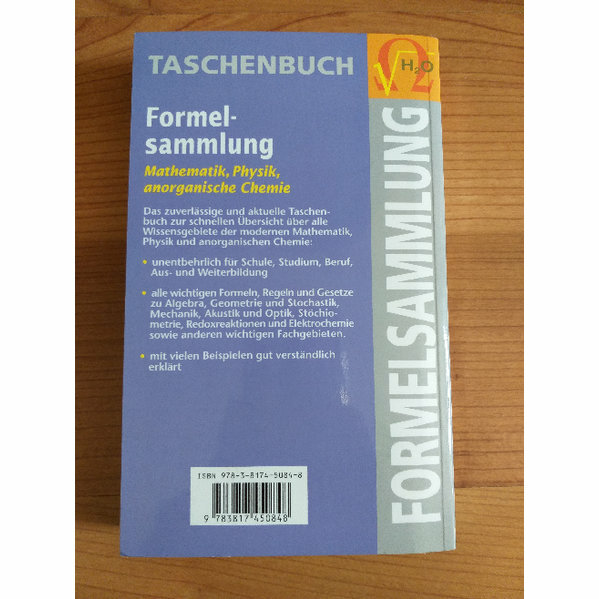 TASCHENBUCH
√Ω H₂O
Formel-
sammlung
Mathematik, Physik,
anorganische Chemie
Das zuverlässige und aktuelle Taschen-
buch zur schnellen Übersicht über alle
Wissensgebiete der modernen Mathematik,
Physik und anorganischen Chemie:
• unentbehrlich für Schule, Studium, Beruf,
Aus- und Weiterbildung
• alle wichtigen Formeln, Regeln und Gesetze
zu Algebra, Geometrie und Stochastik,
Mechanik, Akustik und Optik, Stöchio-
metrie, Redoxreaktionen und Elektrochemie
sowie anderen wichtigen Fachgebieten.
• mit vielen Beispielen gut verständlich
erklärt
ISBN 978-3-8174-5084-8
9 783817 450848
FORMELSAMMLUNG